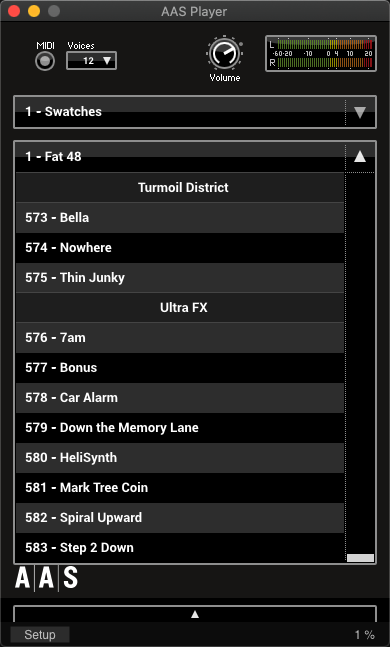 AAS Player
MIDI
Voices
12
Volume
L
-60 -20 -10 0 4 10 20
R
1 - Swatches
1 - Fat 48
Turmoil District
573 - Bella
574 - Nowhere
575 - Thin Junky
Ultra FX
576 - 7am
577 - Bonus
578 - Car Alarm
579 - Down the Memory Lane
580 - HeliSynth
581 - Mark Tree Coin
582 - Spiral Upward
583 - Step 2 Down
A|A|S
Setup
1 %